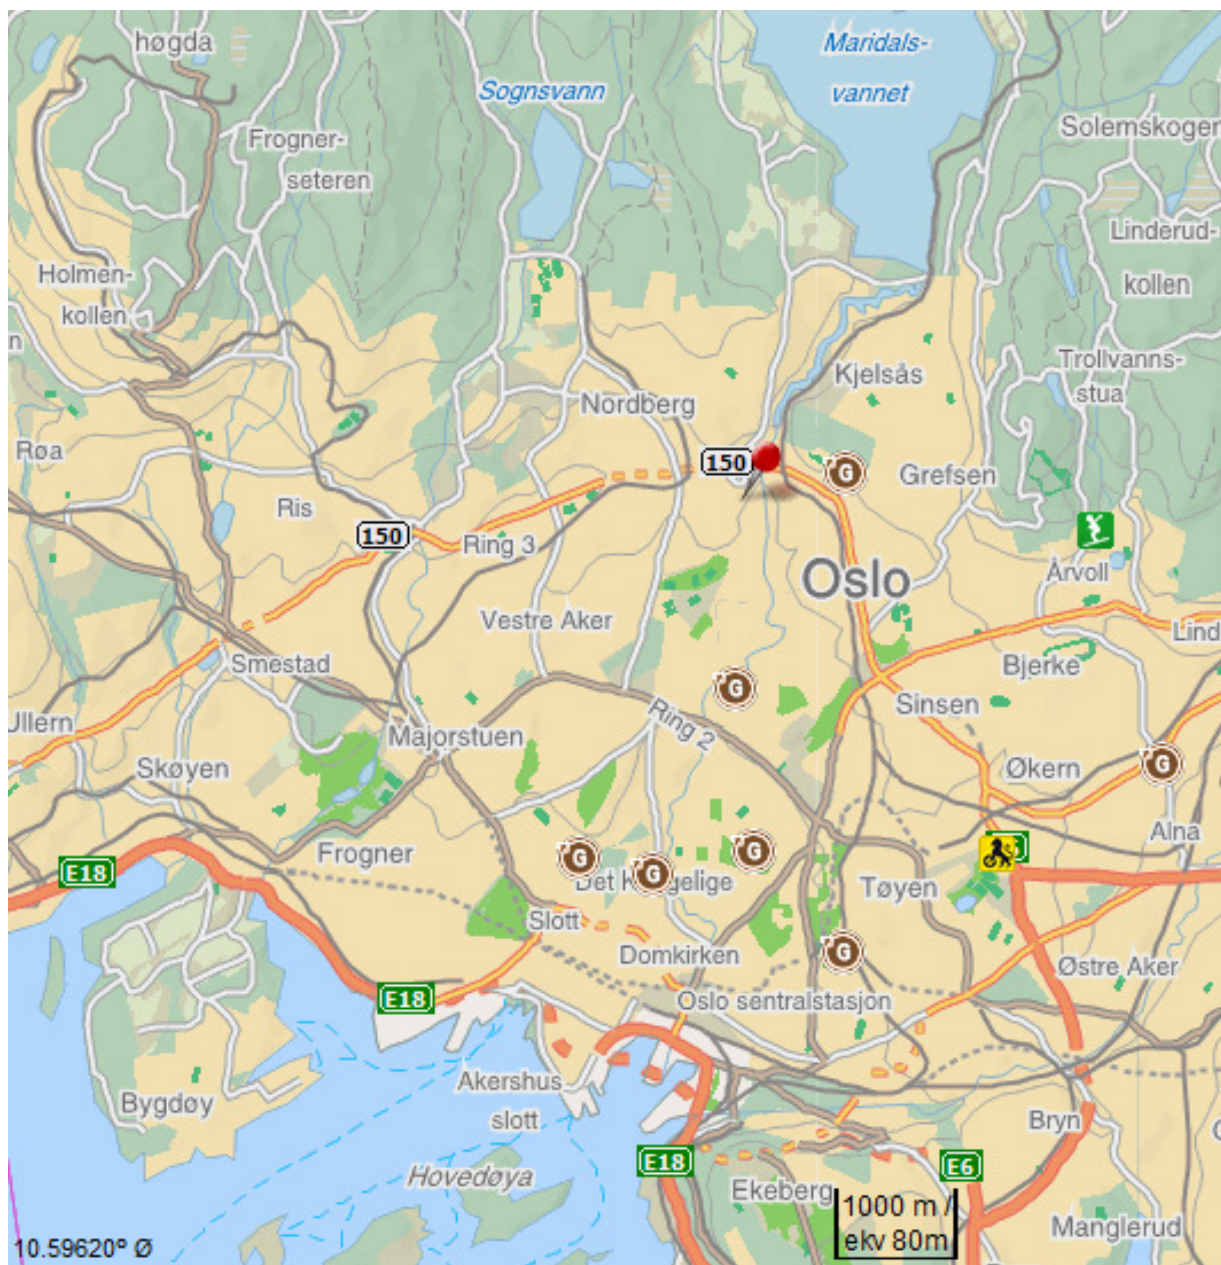 høgda
Maridals-
vannet
Sognsvann
Solemskogen
Frogner-
seteren
Linderud-
kollen
Holmen-
kollen
n
Trollvanns-
stua
Kjelsås
Nordberg
Røa
150
G
Grefsen
Ris
150
Ring 3
Oslo
Årvoll
Vestre Aker
Lind
Smestad
Bjerke
G
Sinsen
Ullern
Majorstuen
Ring 2
Skøyen
Økern
G
Alna
Frogner
E18
G
G
G
Tøyen
Slott
Domkirken
G
Østre Aker
E18
Oslo sentralstasjon
Akershus
slott
Bygdøy
Bryn
E18
E6
Hovedøya
Ekeberg
1000 m /
ekv 80m
Manglerud
10.59620° Ø